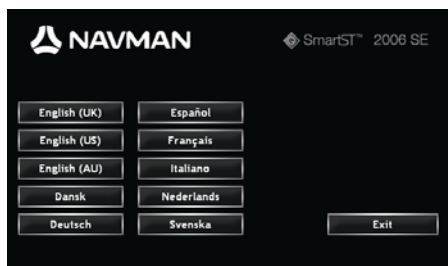 NAVMAN
SmartST™ 2006 SE
English (UK)
English (US)
English (AU)
Dansk
Deutsch
Español
Français
Italiano
Nederlands
Svenska
Exit